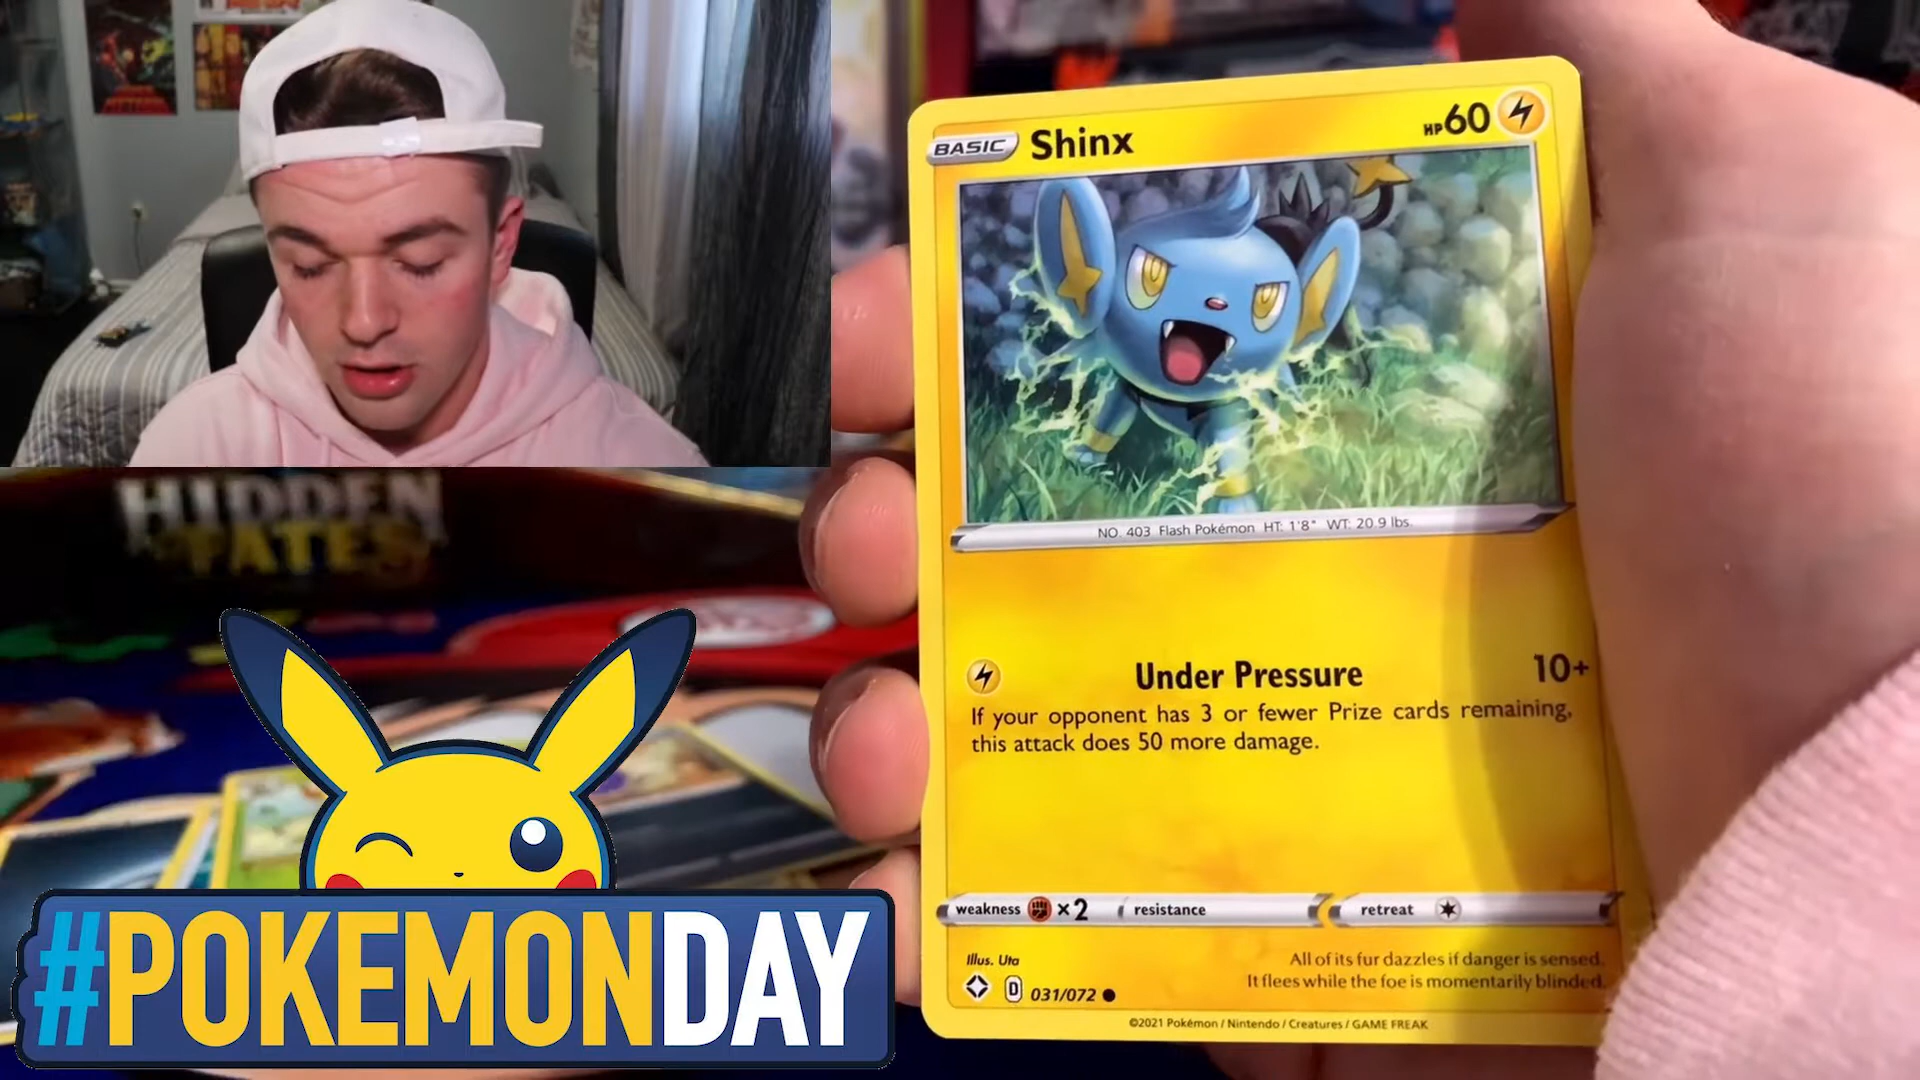 HIDDEN
FATES
#POKEMONDAY
BASIC Shinx HP60
NO. 403 Flash Pokémon HT: 1'8" WT: 20.9 lbs.
Under Pressure 10+
If your opponent has 3 or fewer Prize cards remaining,
this attack does 50 more damage.
weakness ×2 resistance retreat
Illus. Uta
All of its fur dazzles if danger is sensed.
It flees while the foe is momentarily blinded.
D 031/072
©2021 Pokémon / Nintendo / Creatures / GAME FREAK